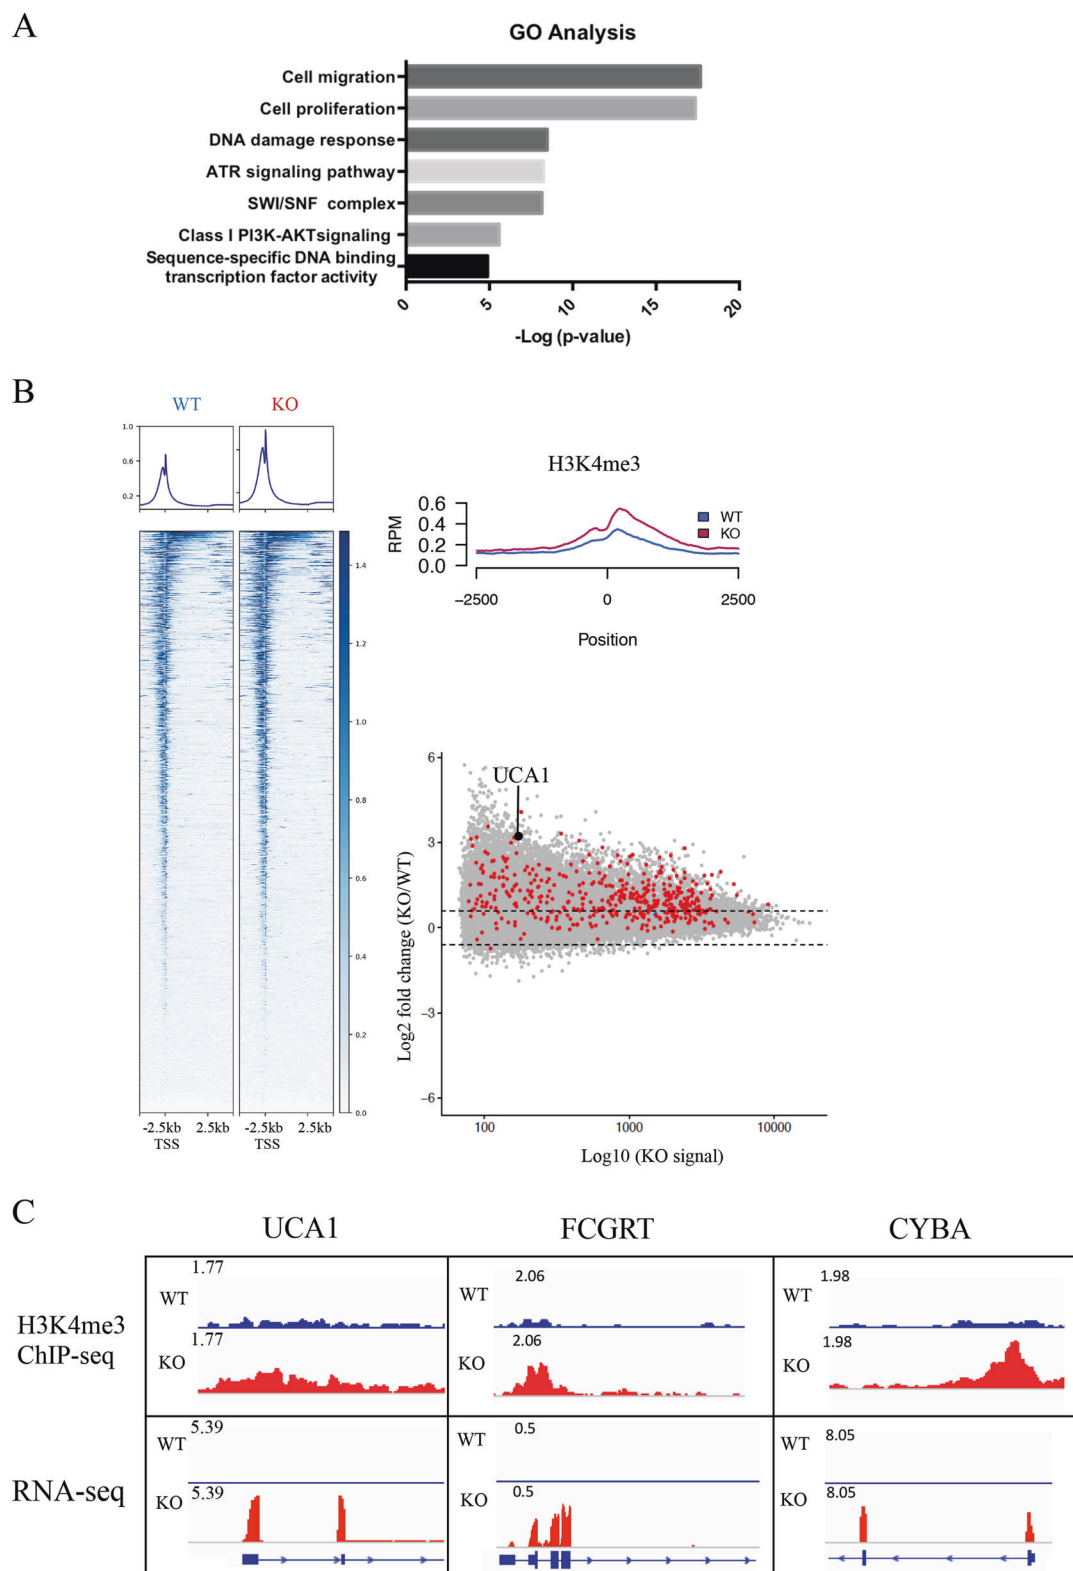 A
GO Analysis
Cell migration
Cell proliferation
DNA damage response
ATR signaling pathway
SWI/SNF complex
Class I PI3K-AKTsignaling
Sequence-specific DNA binding
transcription factor activity
0 5 10 15 20
-Log (p-value)
B
WT KO
1.0
0.6
0.2
1.4
1.2
1.0
0.8
0.6
0.4
0.2
0.0
-2.5kb 2.5kb -2.5kb 2.5kb
TSS TSS
H3K4me3
RPM
0.6
0.4
0.2
0.0
WT
KO
-2500 0 2500
Position
Log2 fold change (KO/WT)
6
3
0
-3
-6
UCA1
100 1000 10000
Log10 (KO signal)
C
UCA1 FCGRT CYBA
H3K4me3
ChIP-seq
WT 1.77 WT 2.06 WT 1.98
KO 1.77 KO 2.06 KO 1.98
RNA-seq
WT 5.39 WT 0.5 WT 8.05
KO 5.39 KO 0.5 KO 8.05